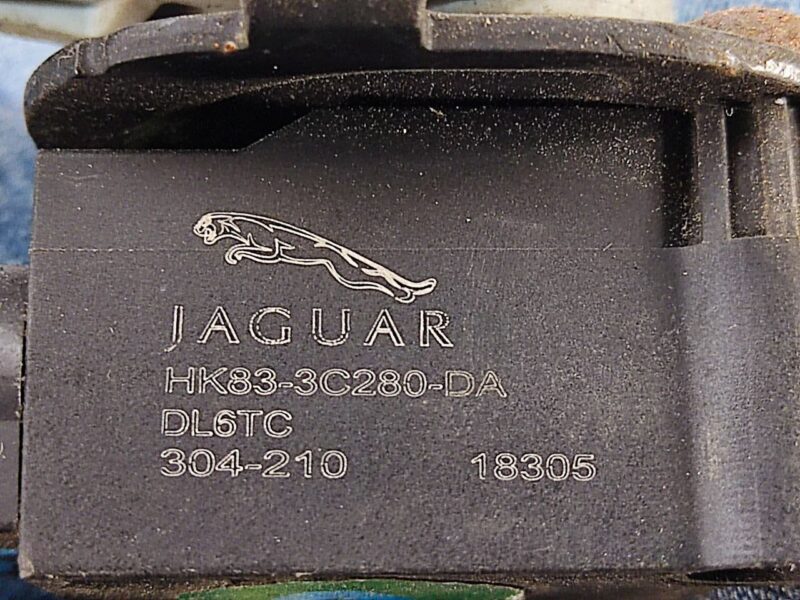 JAGUAR
HK83-3C280-DA
DL6TC
304-210 18305